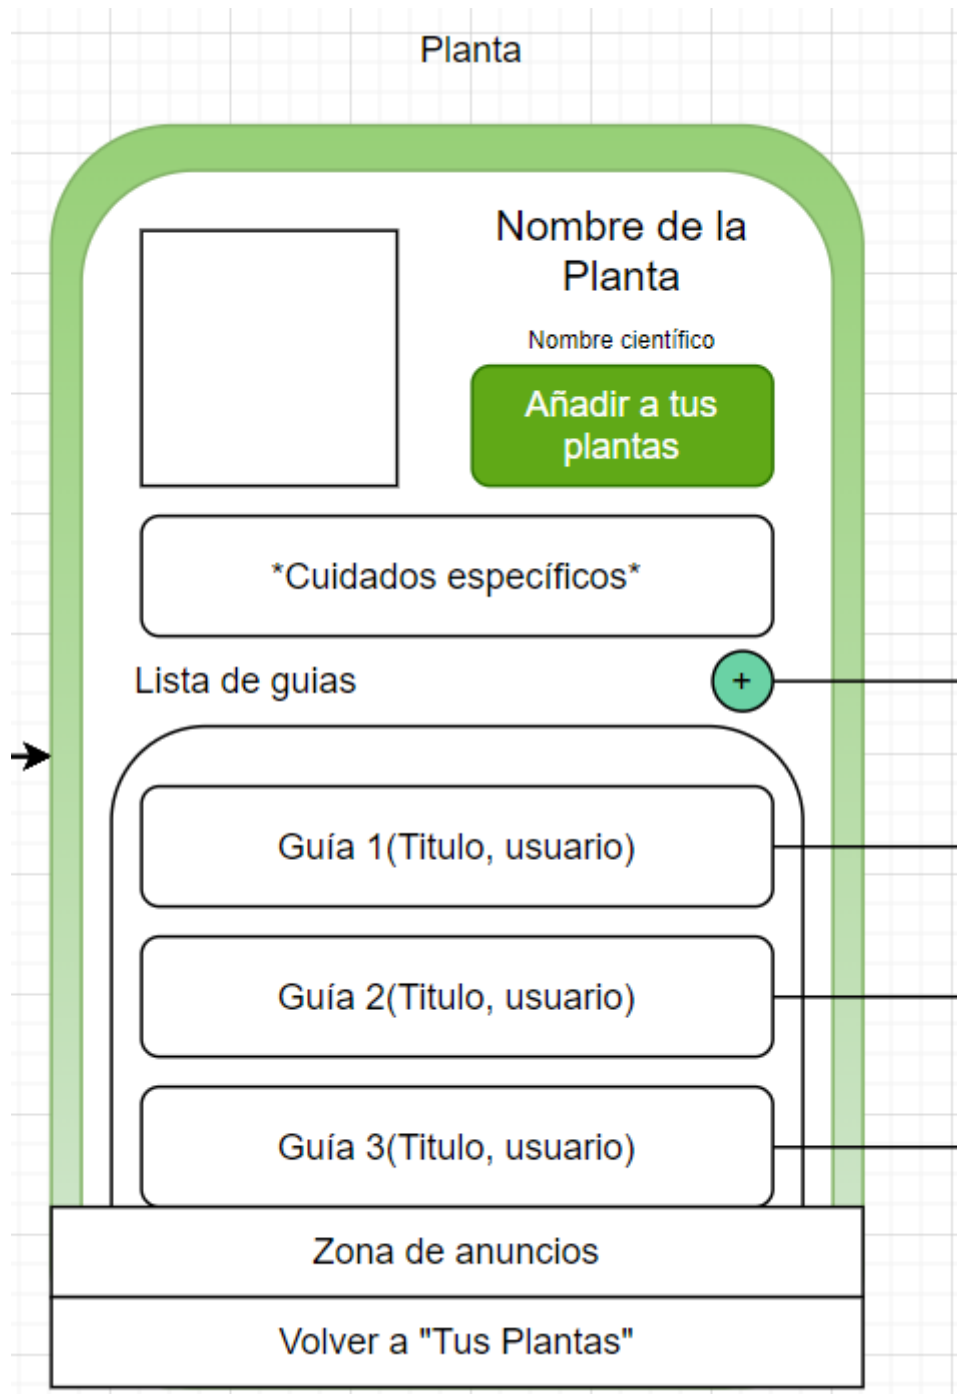 Planta
Nombre de la
Planta
Nombre científico
Añadir a tus
plantas
*Cuidados específicos*
Lista de guias
+
Guía 1(Titulo, usuario)
Guía 2(Titulo, usuario)
Guía 3(Titulo, usuario)
Zona de anuncios
Volver a "Tus Plantas"